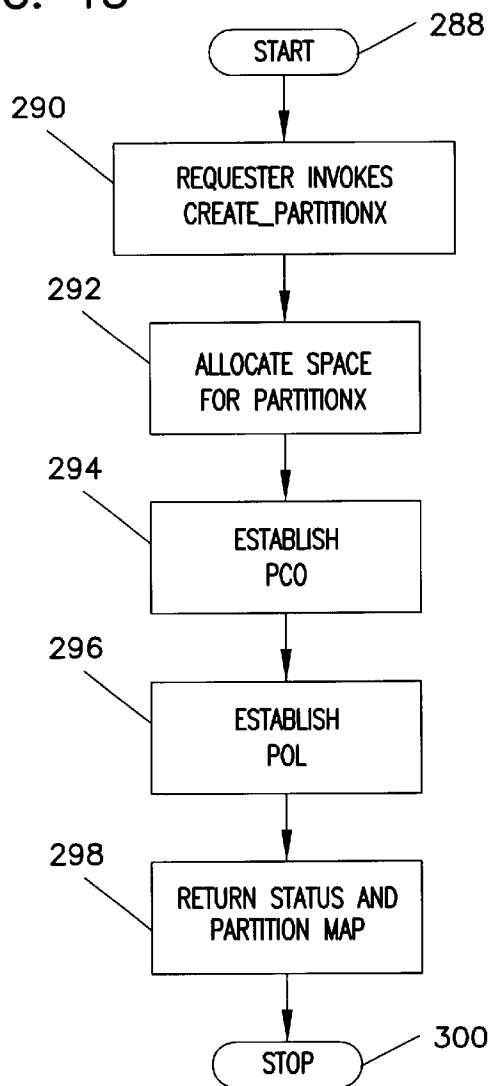 288
START
290
REQUESTER INVOKES
CREATE_PARTITIONX
292
ALLOCATE SPACE
FOR PARTITIONX
294
ESTABLISH
PCO
296
ESTABLISH
POL
298
RETURN STATUS AND
PARTITION MAP
300
STOP